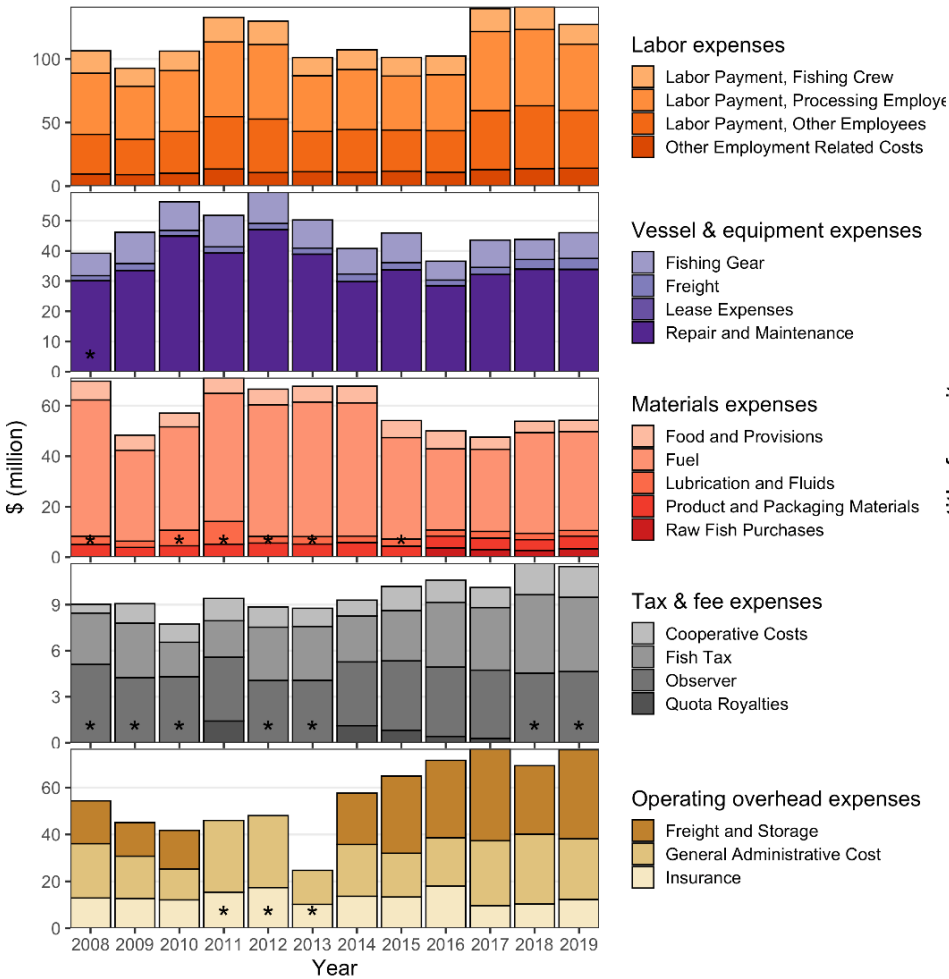 Labor expenses
Labor Payment, Fishing Crew
Labor Payment, Processing Employe
Labor Payment, Other Employees
Other Employment Related Costs
100
50
0
Vessel & equipment expenses
Fishing Gear
Freight
Lease Expenses
Repair and Maintenance
50
40
30
20
10
0
*
Materials expenses
Food and Provisions
Fuel
Lubrication and Fluids
Product and Packaging Materials
Raw Fish Purchases
60
40
20
0
* * * * * *
$ (million)
Tax & fee expenses
Cooperative Costs
Fish Tax
Observer
Quota Royalties
9
6
3
0
* * * * * * *
Operating overhead expenses
Freight and Storage
General Administrative Cost
Insurance
60
40
20
0
* * *
2008 2009 2010 2011 2012 2013 2014 2015 2016 2017 2018 2019
Year